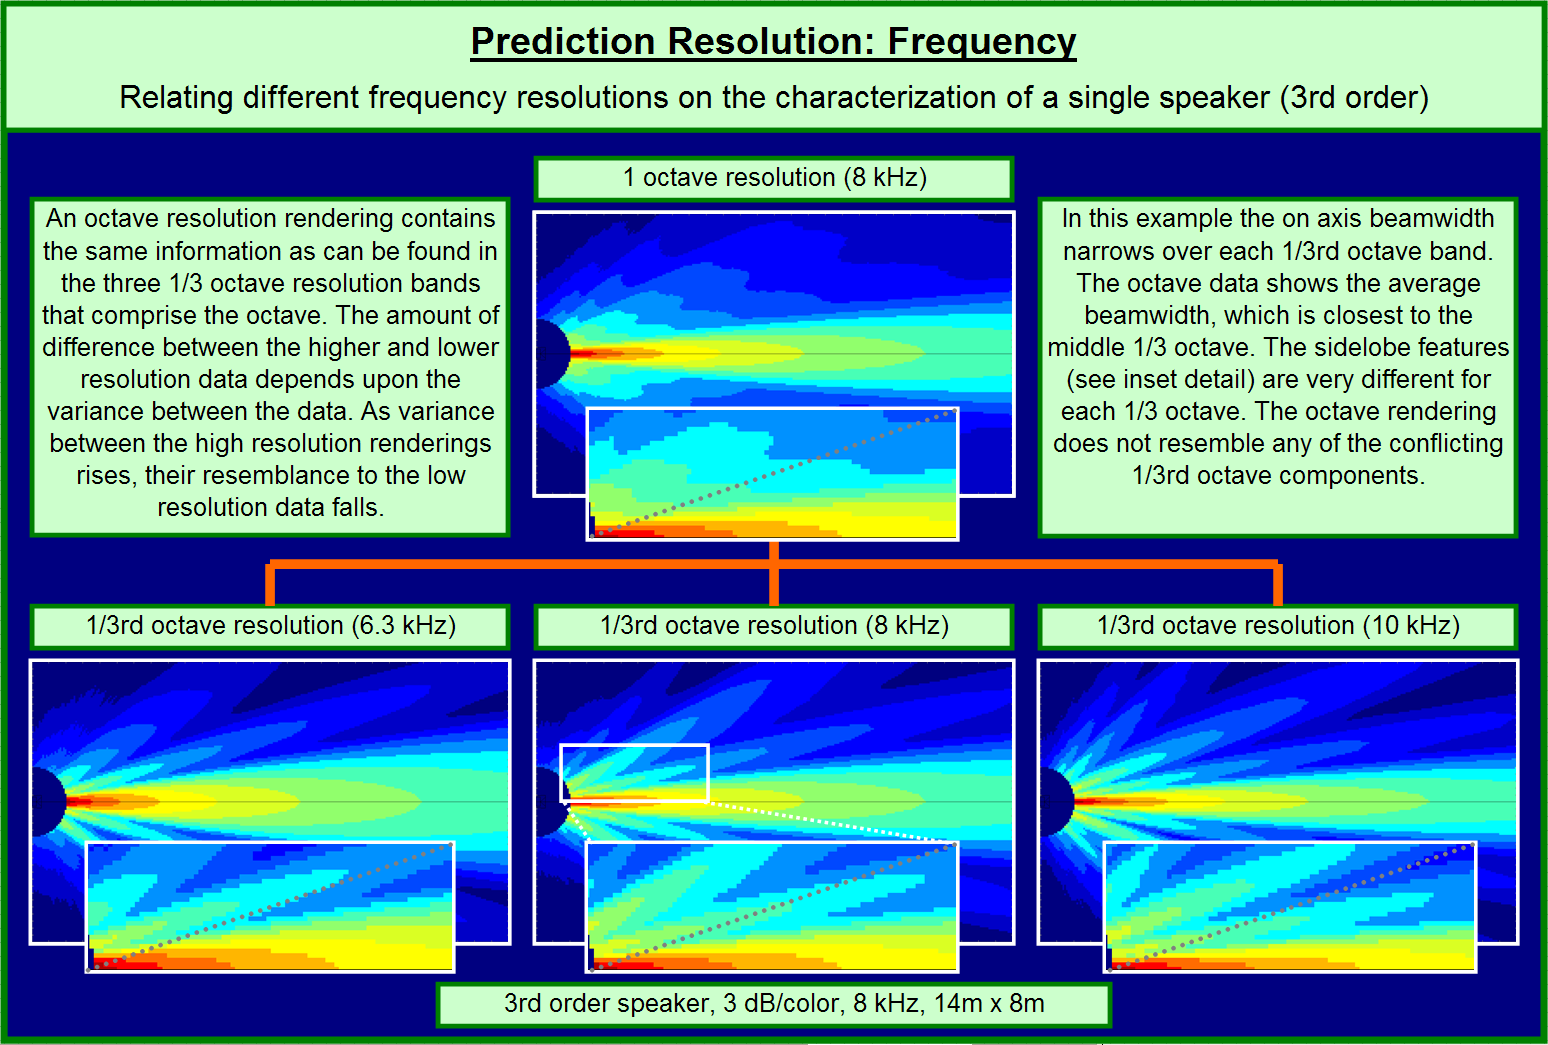 Prediction Resolution: Frequency
Relating different frequency resolutions on the characterization of a single speaker (3rd order)
1 octave resolution (8 kHz)
An octave resolution rendering contains
the same information as can be found in
the three 1/3 octave resolution bands
that comprise the octave. The amount of
difference between the higher and lower
resolution data depends upon the
variance between the data. As variance
between the high resolution renderings
rises, their resemblance to the low
resolution data falls.
In this example the on axis beamwidth
narrows over each 1/3rd octave band.
The octave data shows the average
beamwidth, which is closest to the
middle 1/3 octave. The sidelobe features
(see inset detail) are very different for
each 1/3 octave. The octave rendering
does not resemble any of the conflicting
1/3rd octave components.
1/3rd octave resolution (6.3 kHz)
1/3rd octave resolution (8 kHz)
1/3rd octave resolution (10 kHz)
3rd order speaker, 3 dB/color, 8 kHz, 14m x 8m